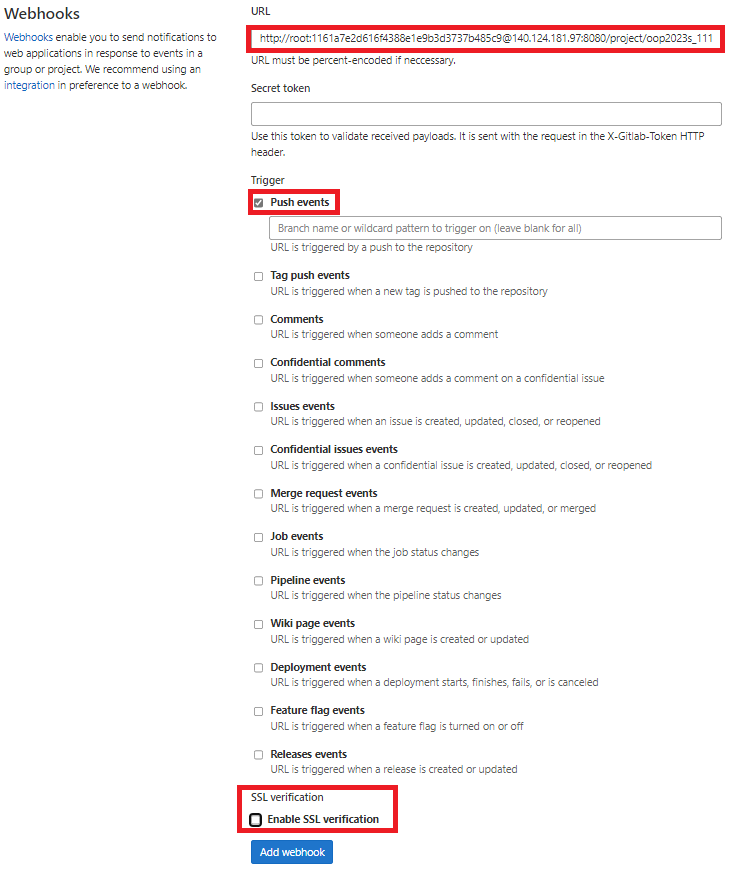 Webhooks
Webhooks enable you to send notifications to
web applications in response to events in a
group or project. We recommend using an
integration in preference to a webhook.
URL
http://root:1161a7e2d616f4388e1e9b3d3737b485c9@140.124.181.97:8080/project/oop2023s_111
URL must be percent-encoded if neccessary.
Secret token
Use this token to validate received payloads. It is sent with the request in the X-Gitlab-Token HTTP
header.
Trigger
Push events
Branch name or wildcard pattern to trigger on (leave blank for all)
URL is triggered by a push to the repository
Tag push events
URL is triggered when a new tag is pushed to the repository
Comments
URL is triggered when someone adds a comment
Confidential comments
URL is triggered when someone adds a comment on a confidential issue
Issues events
URL is triggered when an issue is created, updated, closed, or reopened
Confidential issues events
URL is triggered when a confidential issue is created, updated, closed, or reopened
Merge request events
URL is triggered when a merge request is created, updated, or merged
Job events
URL is triggered when the job status changes
Pipeline events
URL is triggered when the pipeline status changes
Wiki page events
URL is triggered when a wiki page is created or updated
Deployment events
URL is triggered when a deployment starts, finishes, fails, or is canceled
Feature flag events
URL is triggered when a feature flag is turned on or off
Releases events
URL is triggered when a release is created or updated
SSL verification
Enable SSL verification
Add webhook